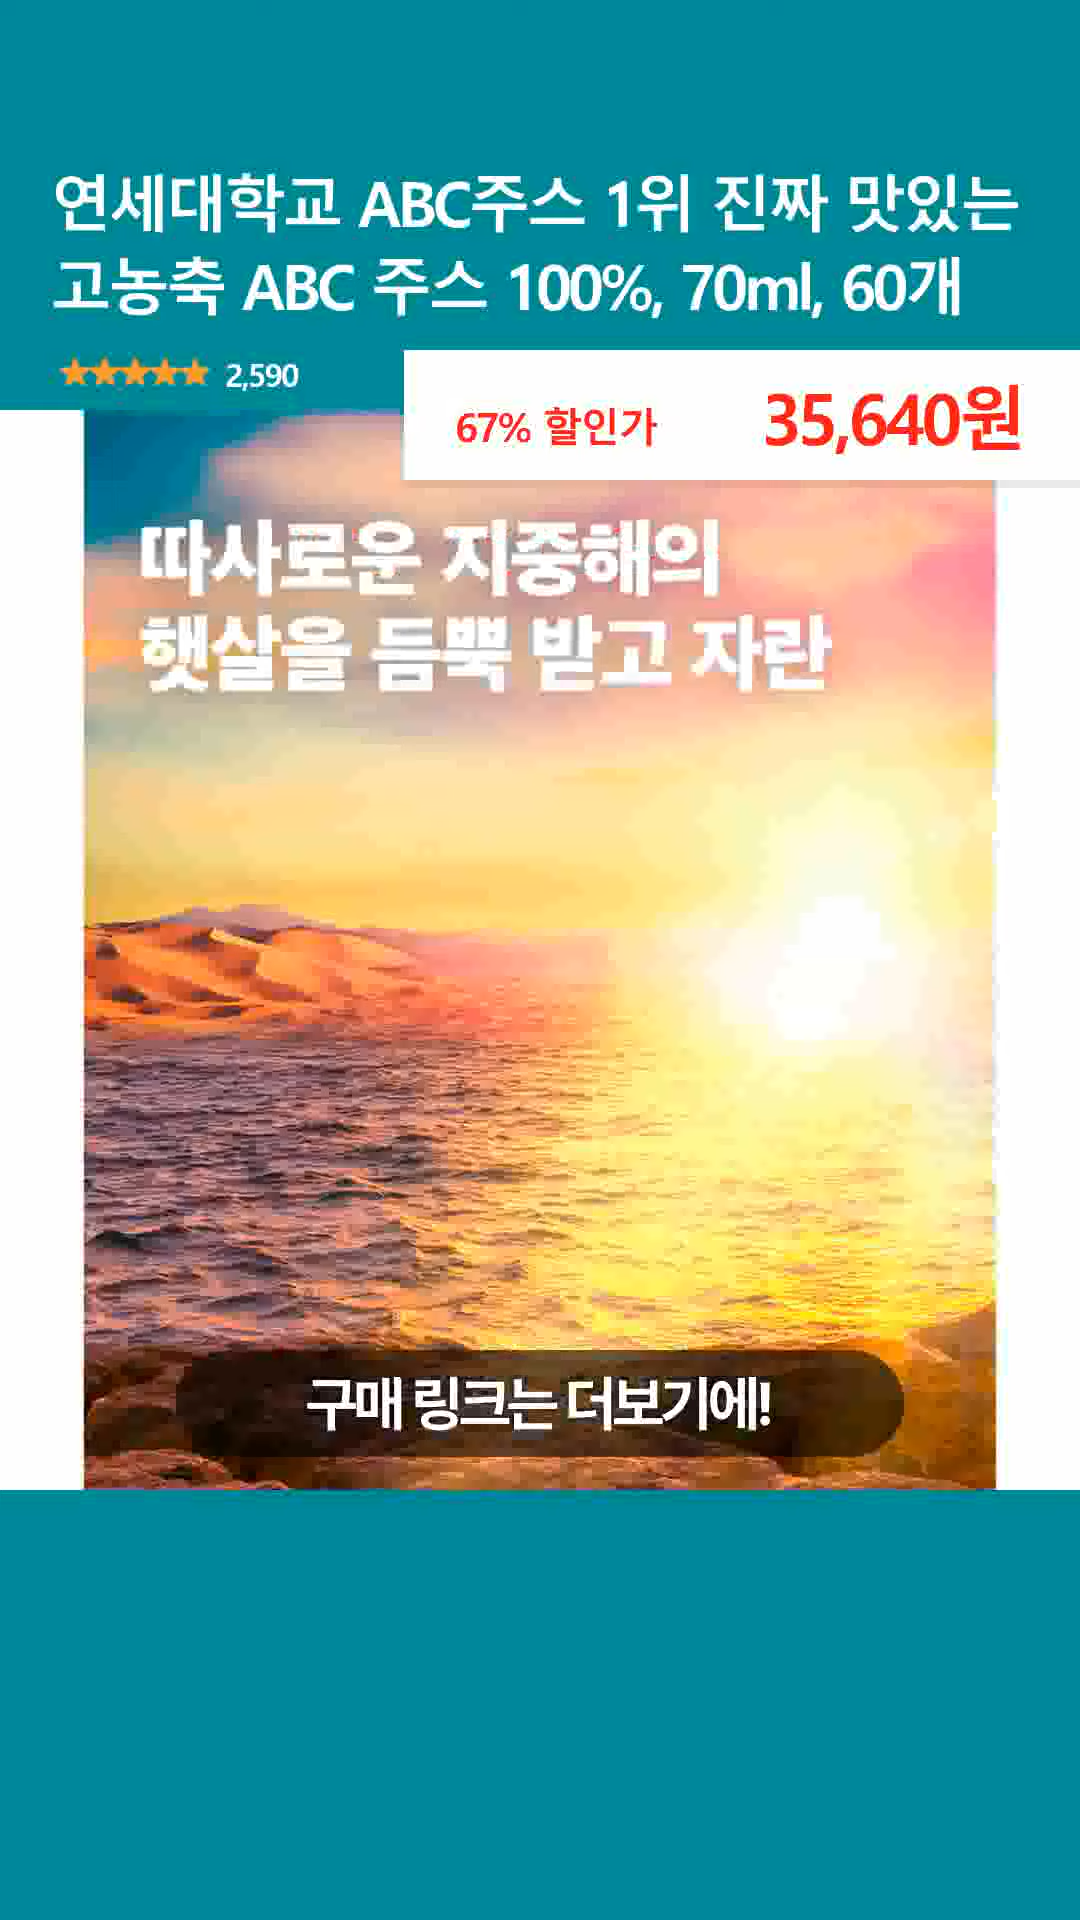 연세대학교 ABC주스 1위 진짜 맛있는
고농축 ABC 주스 100%, 70ml, 60개
★★★★★ 2,590
67% 할인가 35,640원
따사로운 지중해의
햇살을 듬뿍 받고 자란
구매 링크는 더보기에!